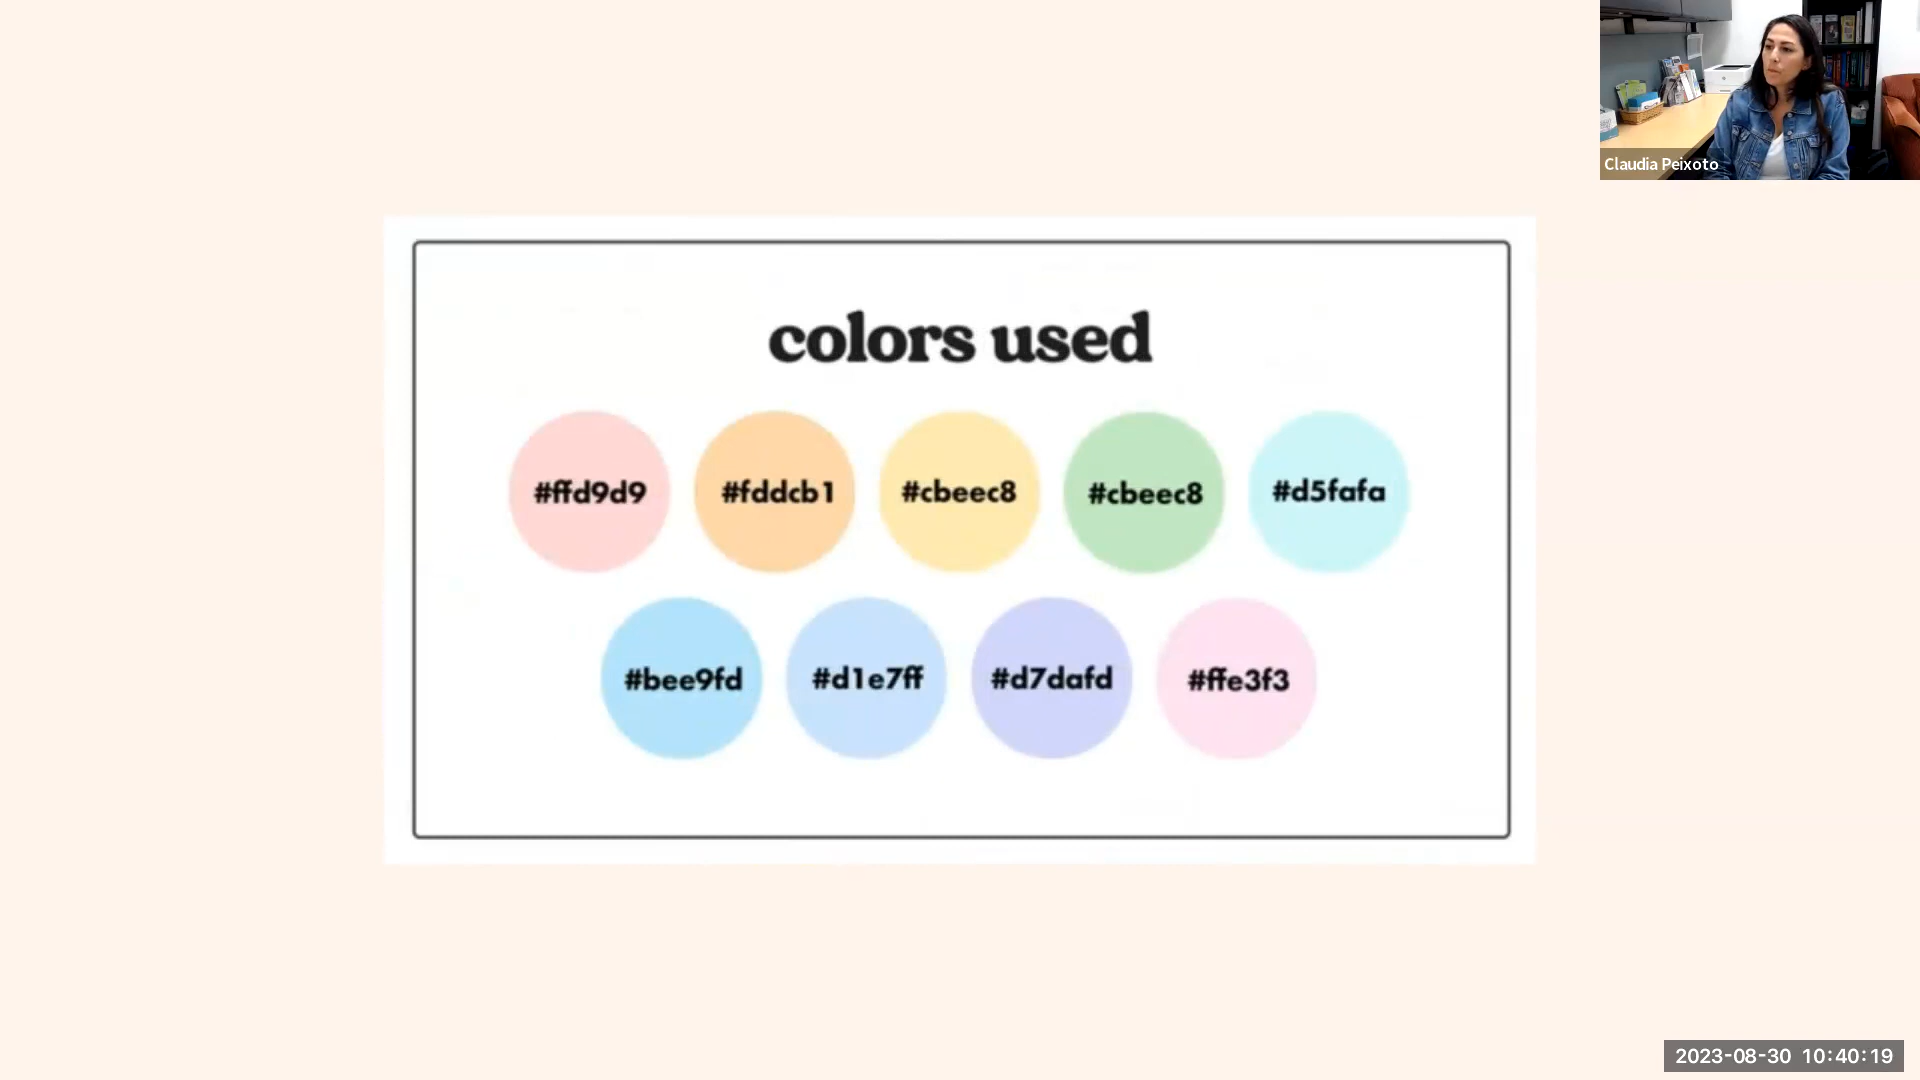 Claudia Peixoto
colors used
#ffd9d9 #fddcb1 #cbeec8 #cbeec8 #d5fafa
#bee9fd #d1e7ff #d7dafd #ffe3f3
2023-08-30 10:40:19